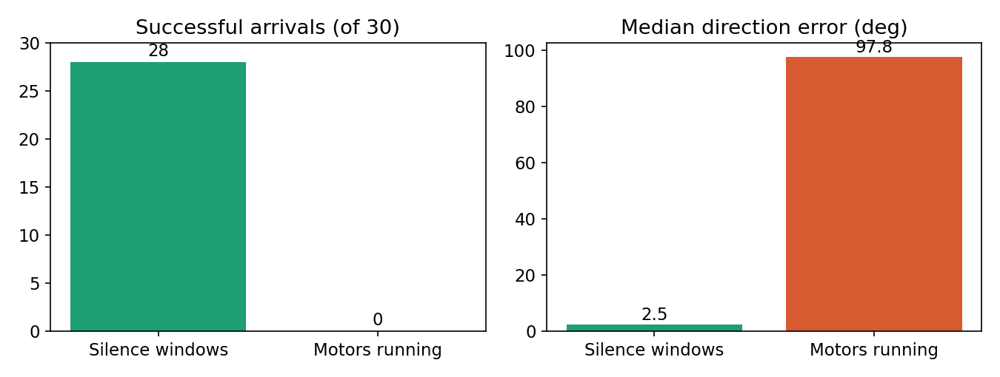 Successful arrivals (of 30)
30
25
20
15
10
5
0
28
0
Silence windows
Motors running
Median direction error (deg)
100
80
60
40
20
0
2.5
97.8
Silence windows
Motors running